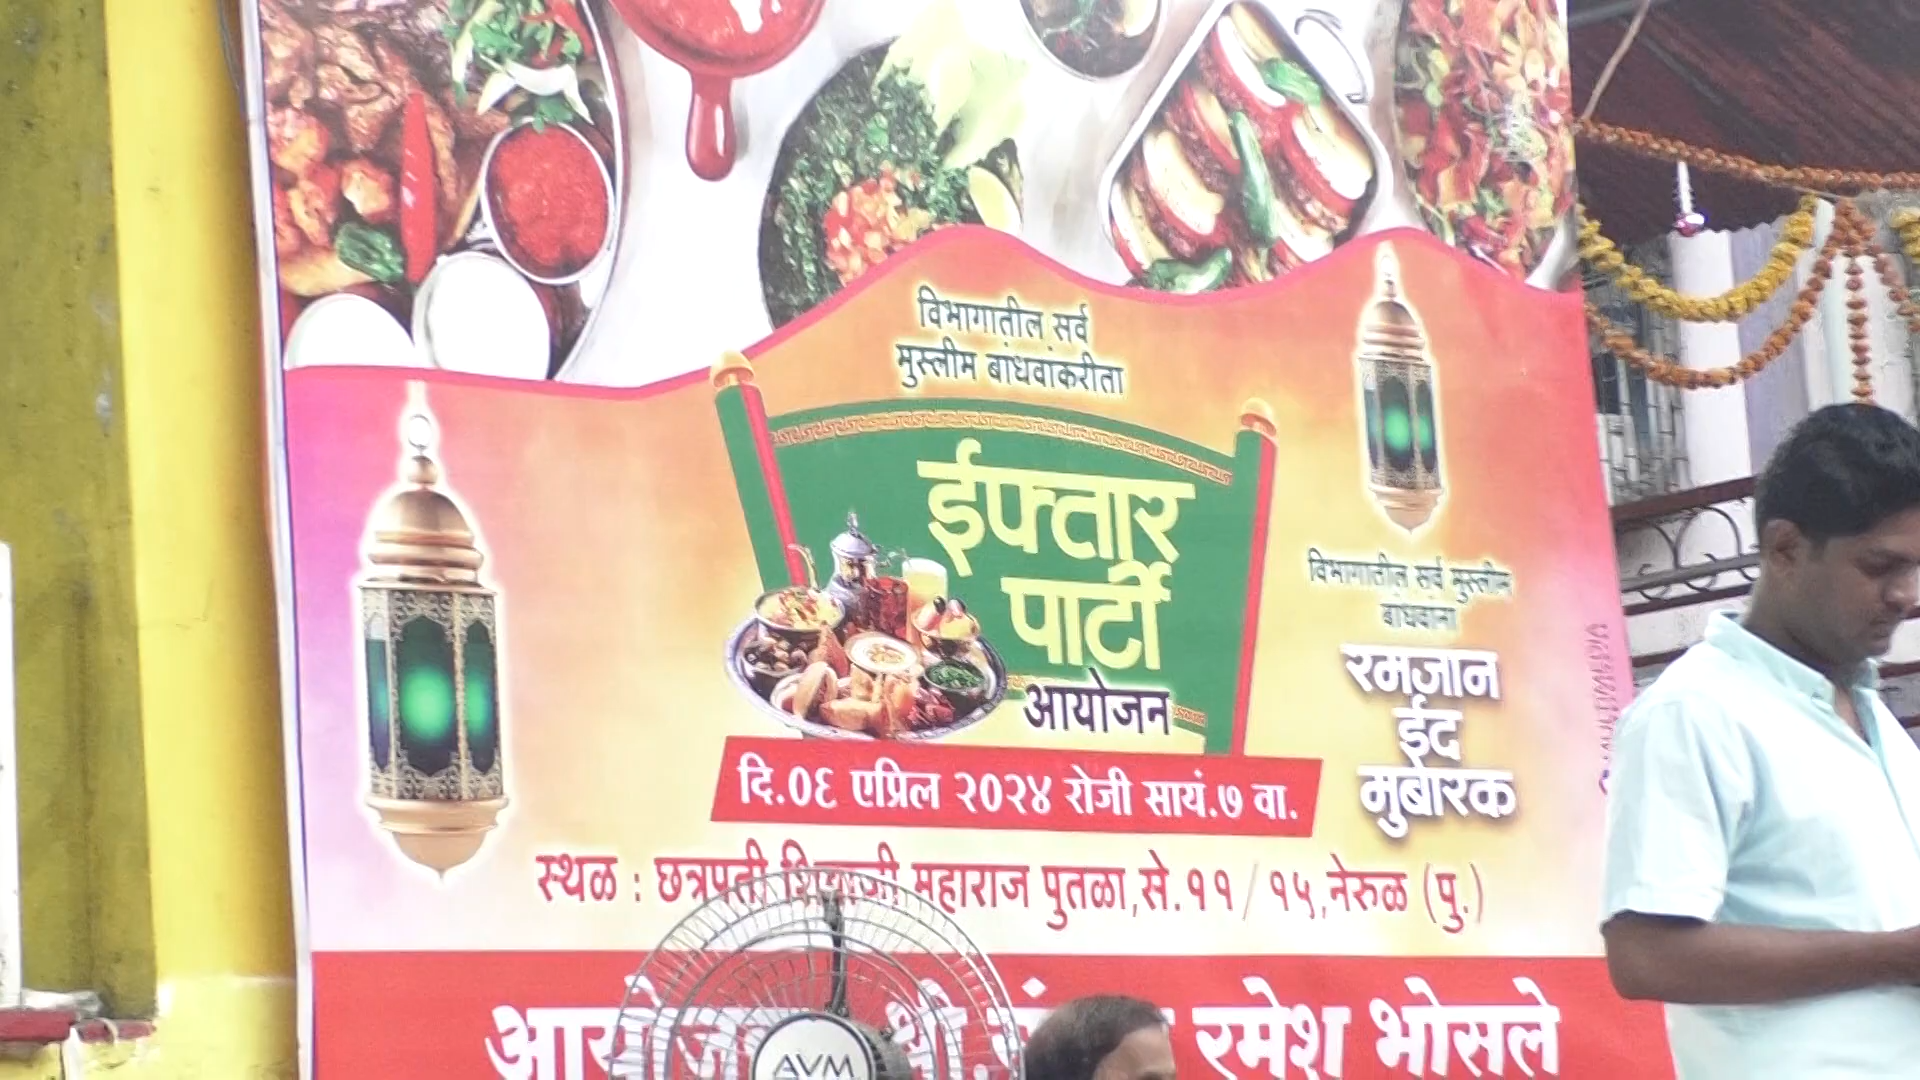 विभागातील सर्व
मुस्लीम बांधवांकरीता
ईफ्तार
पार्टी
आयोजन
दि.०६ एप्रिल २०२४ रोजी सायं.७ वा.
विभागातील सर्व मुस्लीम
बांधवांना
रमजान
ईद
मुबारक
स्थळ : छत्रपती शिवाजी महाराज पुतळा,से.११/१५,नेरुळ (पु.)
श्री. रमेश भोसले
AVM